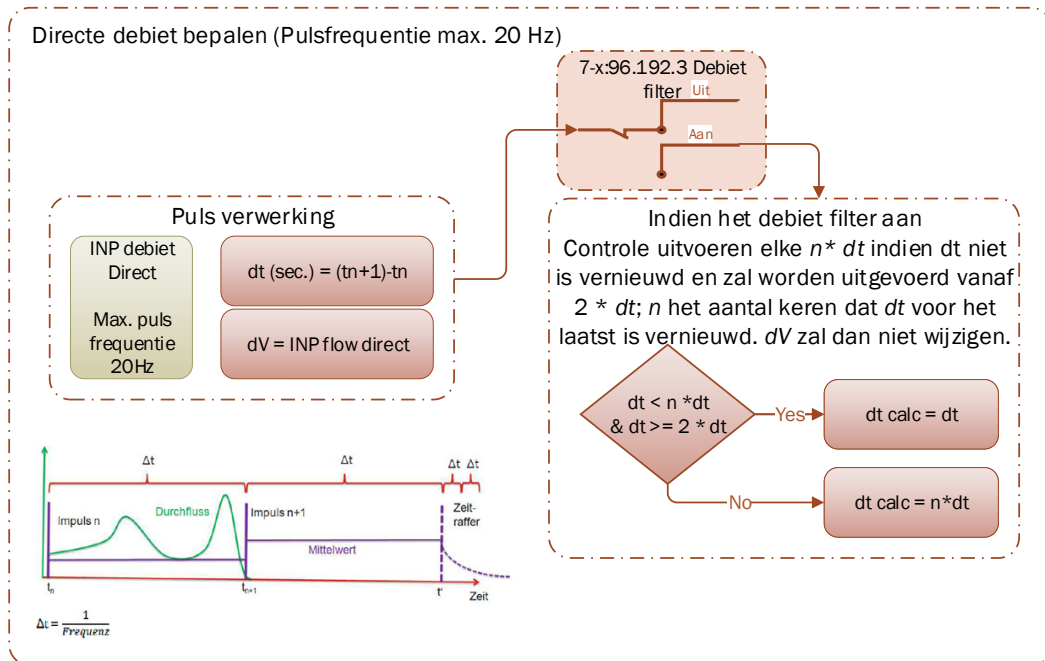 Directe debiet bepalen (Pulsfrequentie max. 20 Hz)
7-x:96.192.3 Debiet
filter
Uit
Aan
Puls verwerking
INP debiet
Direct
Max. puls
frequentie
20Hz
dt (sec.) = (tn+1)-tn
dV = INP flow direct
Indien het debiet filter aan
Controle uitvoeren elke n* dt indien dt niet
is vernieuwd en zal worden uitgevoerd vanaf
2 * dt; n het aantal keren dat dt voor het
laatst is vernieuwd. dV zal dan niet wijzigen.
dt < n *dt
& dt >= 2 * dt
Yes
dt calc = dt
No
dt calc = n*dt
Δt Δt Δt Δt
Impuls n
Durchfluss
Impuls n+1
Zeit-
raffer
Mittelwert
tn tn+1 t' Zeit
Δt = 1/Frequenz